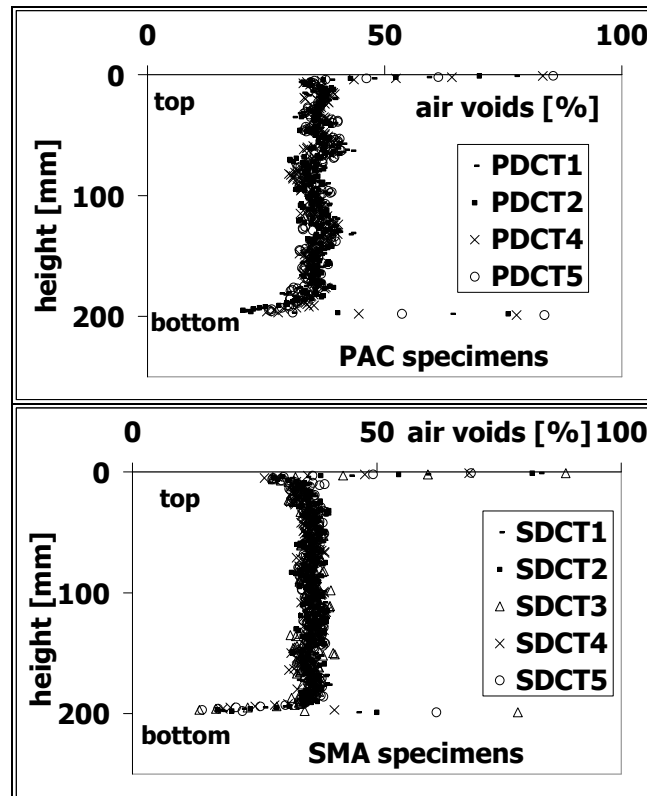 0 50 100
0
top
air voids [%]
PDCT1
PDCT2
PDCT4
PDCT5
100
height [mm]
200
bottom
PAC specimens
0 50 air voids [%] 100
0
top
SDCT1
SDCT2
SDCT3
SDCT4
SDCT5
100
height [mm]
200
bottom
SMA specimens